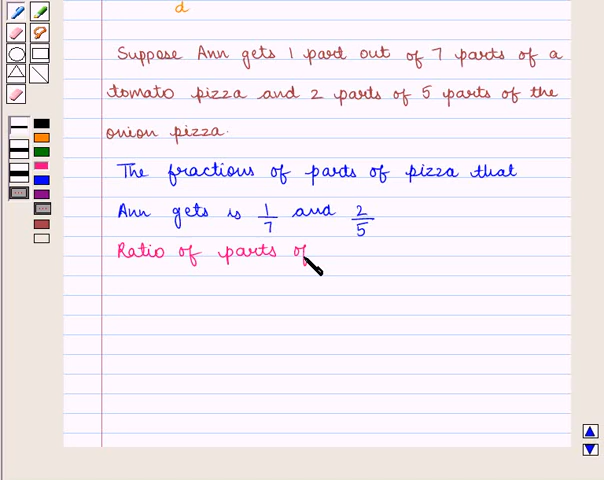 d
Suppose Ann gets 1 part out of 7 parts of a
tomato pizza and 2 parts of 5 parts of the
onion pizza.
The fractions of parts of pizza that
Ann gets is 1/7 and 2/5
Ratio of parts of